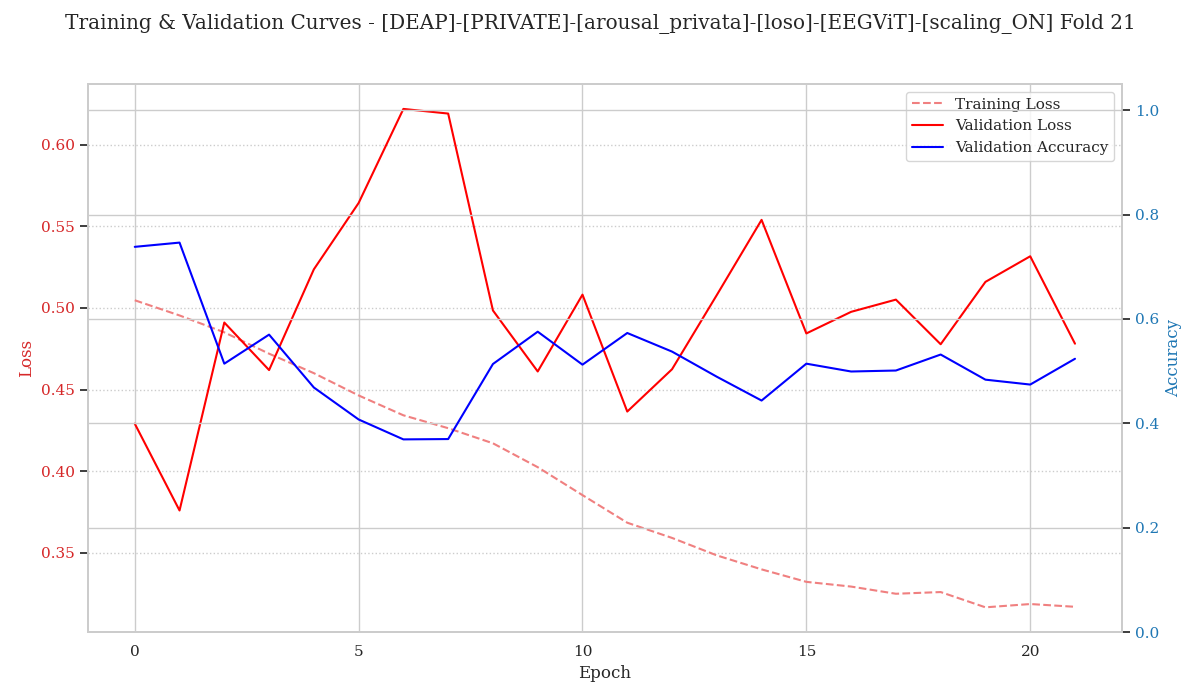 Training & Validation Curves - [DEAP]-[PRIVATE]-[arousal_privata]-[loso]-[EEGViT]-[scaling_ON] Fold 21
Training Loss
Validation Loss
Validation Accuracy
Loss
0.60
0.55
0.50
0.45
0.40
0.35
1.0
0.8
0.6
0.4
0.2
0.0
Accuracy
0
5
10
15
20
Epoch